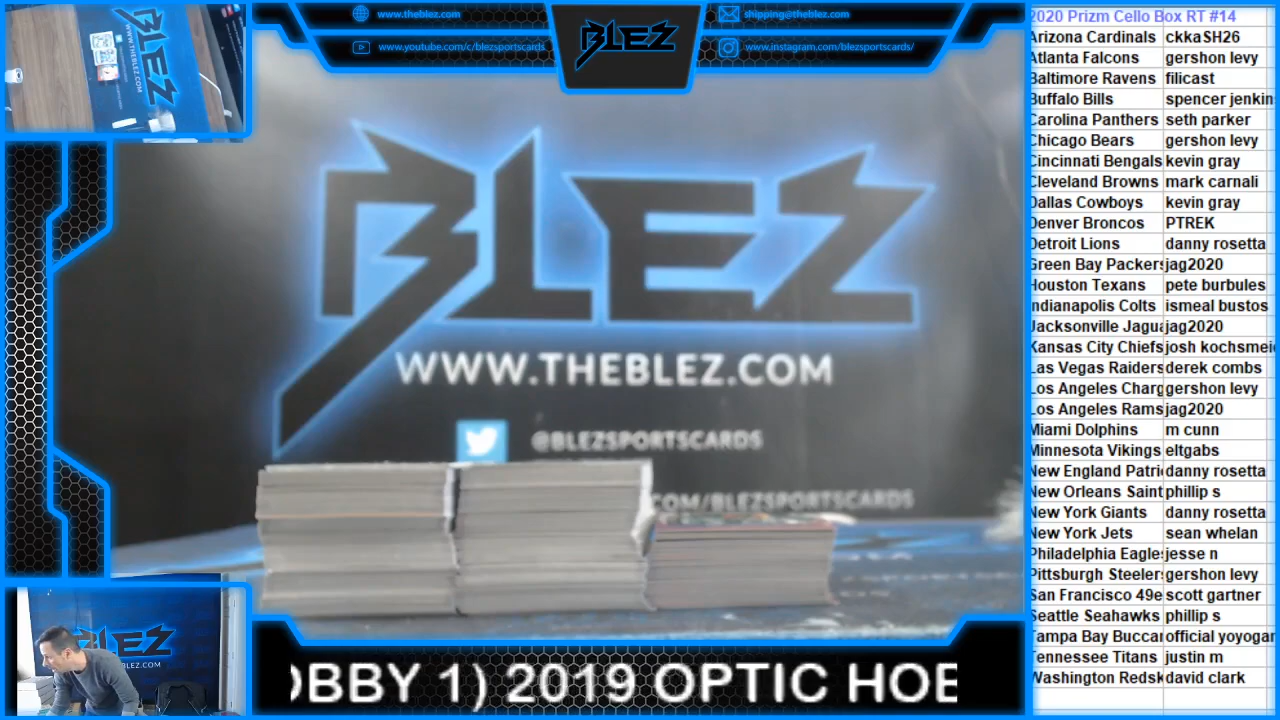 www.theblez.com
shipping@theblez.com
www.youtube.com/c/blezsportscards
www.instagram.com/blezsportscards/
BLEZ
BLEZ
WWW.THEBLEZ.COM
@BLEZSPORTSCARDS
COM/BLEZSPORTSCARDS
BLEZ
WWW.THEBLEZ.COM
BLEZ
OBBY 1) 2019 OPTIC HOB
2020 Prizm Cello Box RT #14
Arizona Cardinals ckkaSH26
Atlanta Falcons gershon levy
Baltimore Ravens filicast
Buffalo Bills spencer jenkin
Carolina Panthers seth parker
Chicago Bears gershon levy
Cincinnati Bengals kevin gray
Cleveland Browns mark carnali
Dallas Cowboys kevin gray
Denver Broncos PTREK
Detroit Lions danny rosetta
Green Bay Packers jag2020
Houston Texans pete burbules
Indianapolis Colts ismeal bustos
Jacksonville Jagua jag2020
Kansas City Chiefs josh kochsmei
Las Vegas Raiders derek combs
Los Angeles Charg gershon levy
Los Angeles Rams jag2020
Miami Dolphins m cunn
Minnesota Vikings eltgabs
New England Patri danny rosetta
New Orleans Saint phillip s
New York Giants danny rosetta
New York Jets sean whelan
Philadelphia Eagle jesse n
Pittsburgh Steelers gershon levy
San Francisco 49e scott gartner
Seattle Seahawks phillip s
Tampa Bay Buccan official yoyogar
Tennessee Titans justin m
Washington Redsk david clark